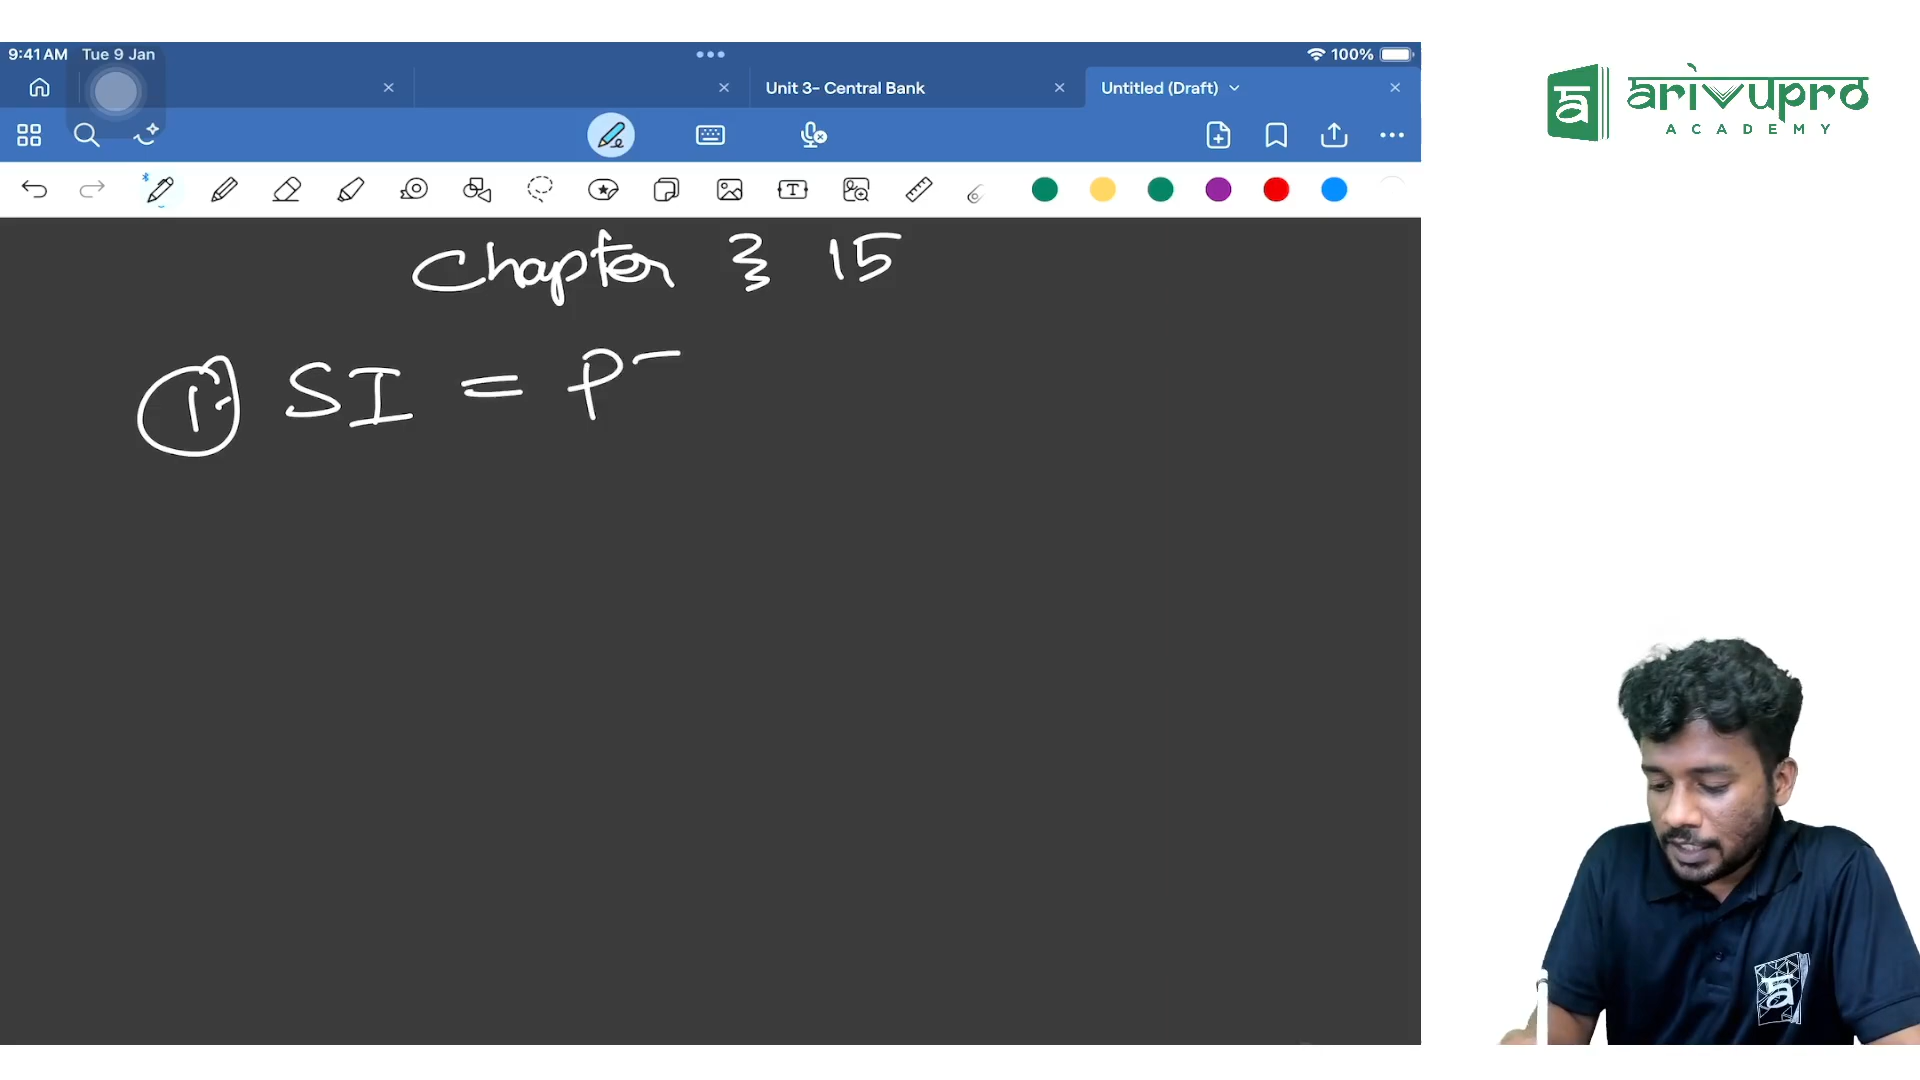 9:41 AM Tue 9 Jan
100%
Unit 3- Central Bank
Untitled (Draft)
arivupro
ACADEMY
Chapter 3 15
1. SI = P